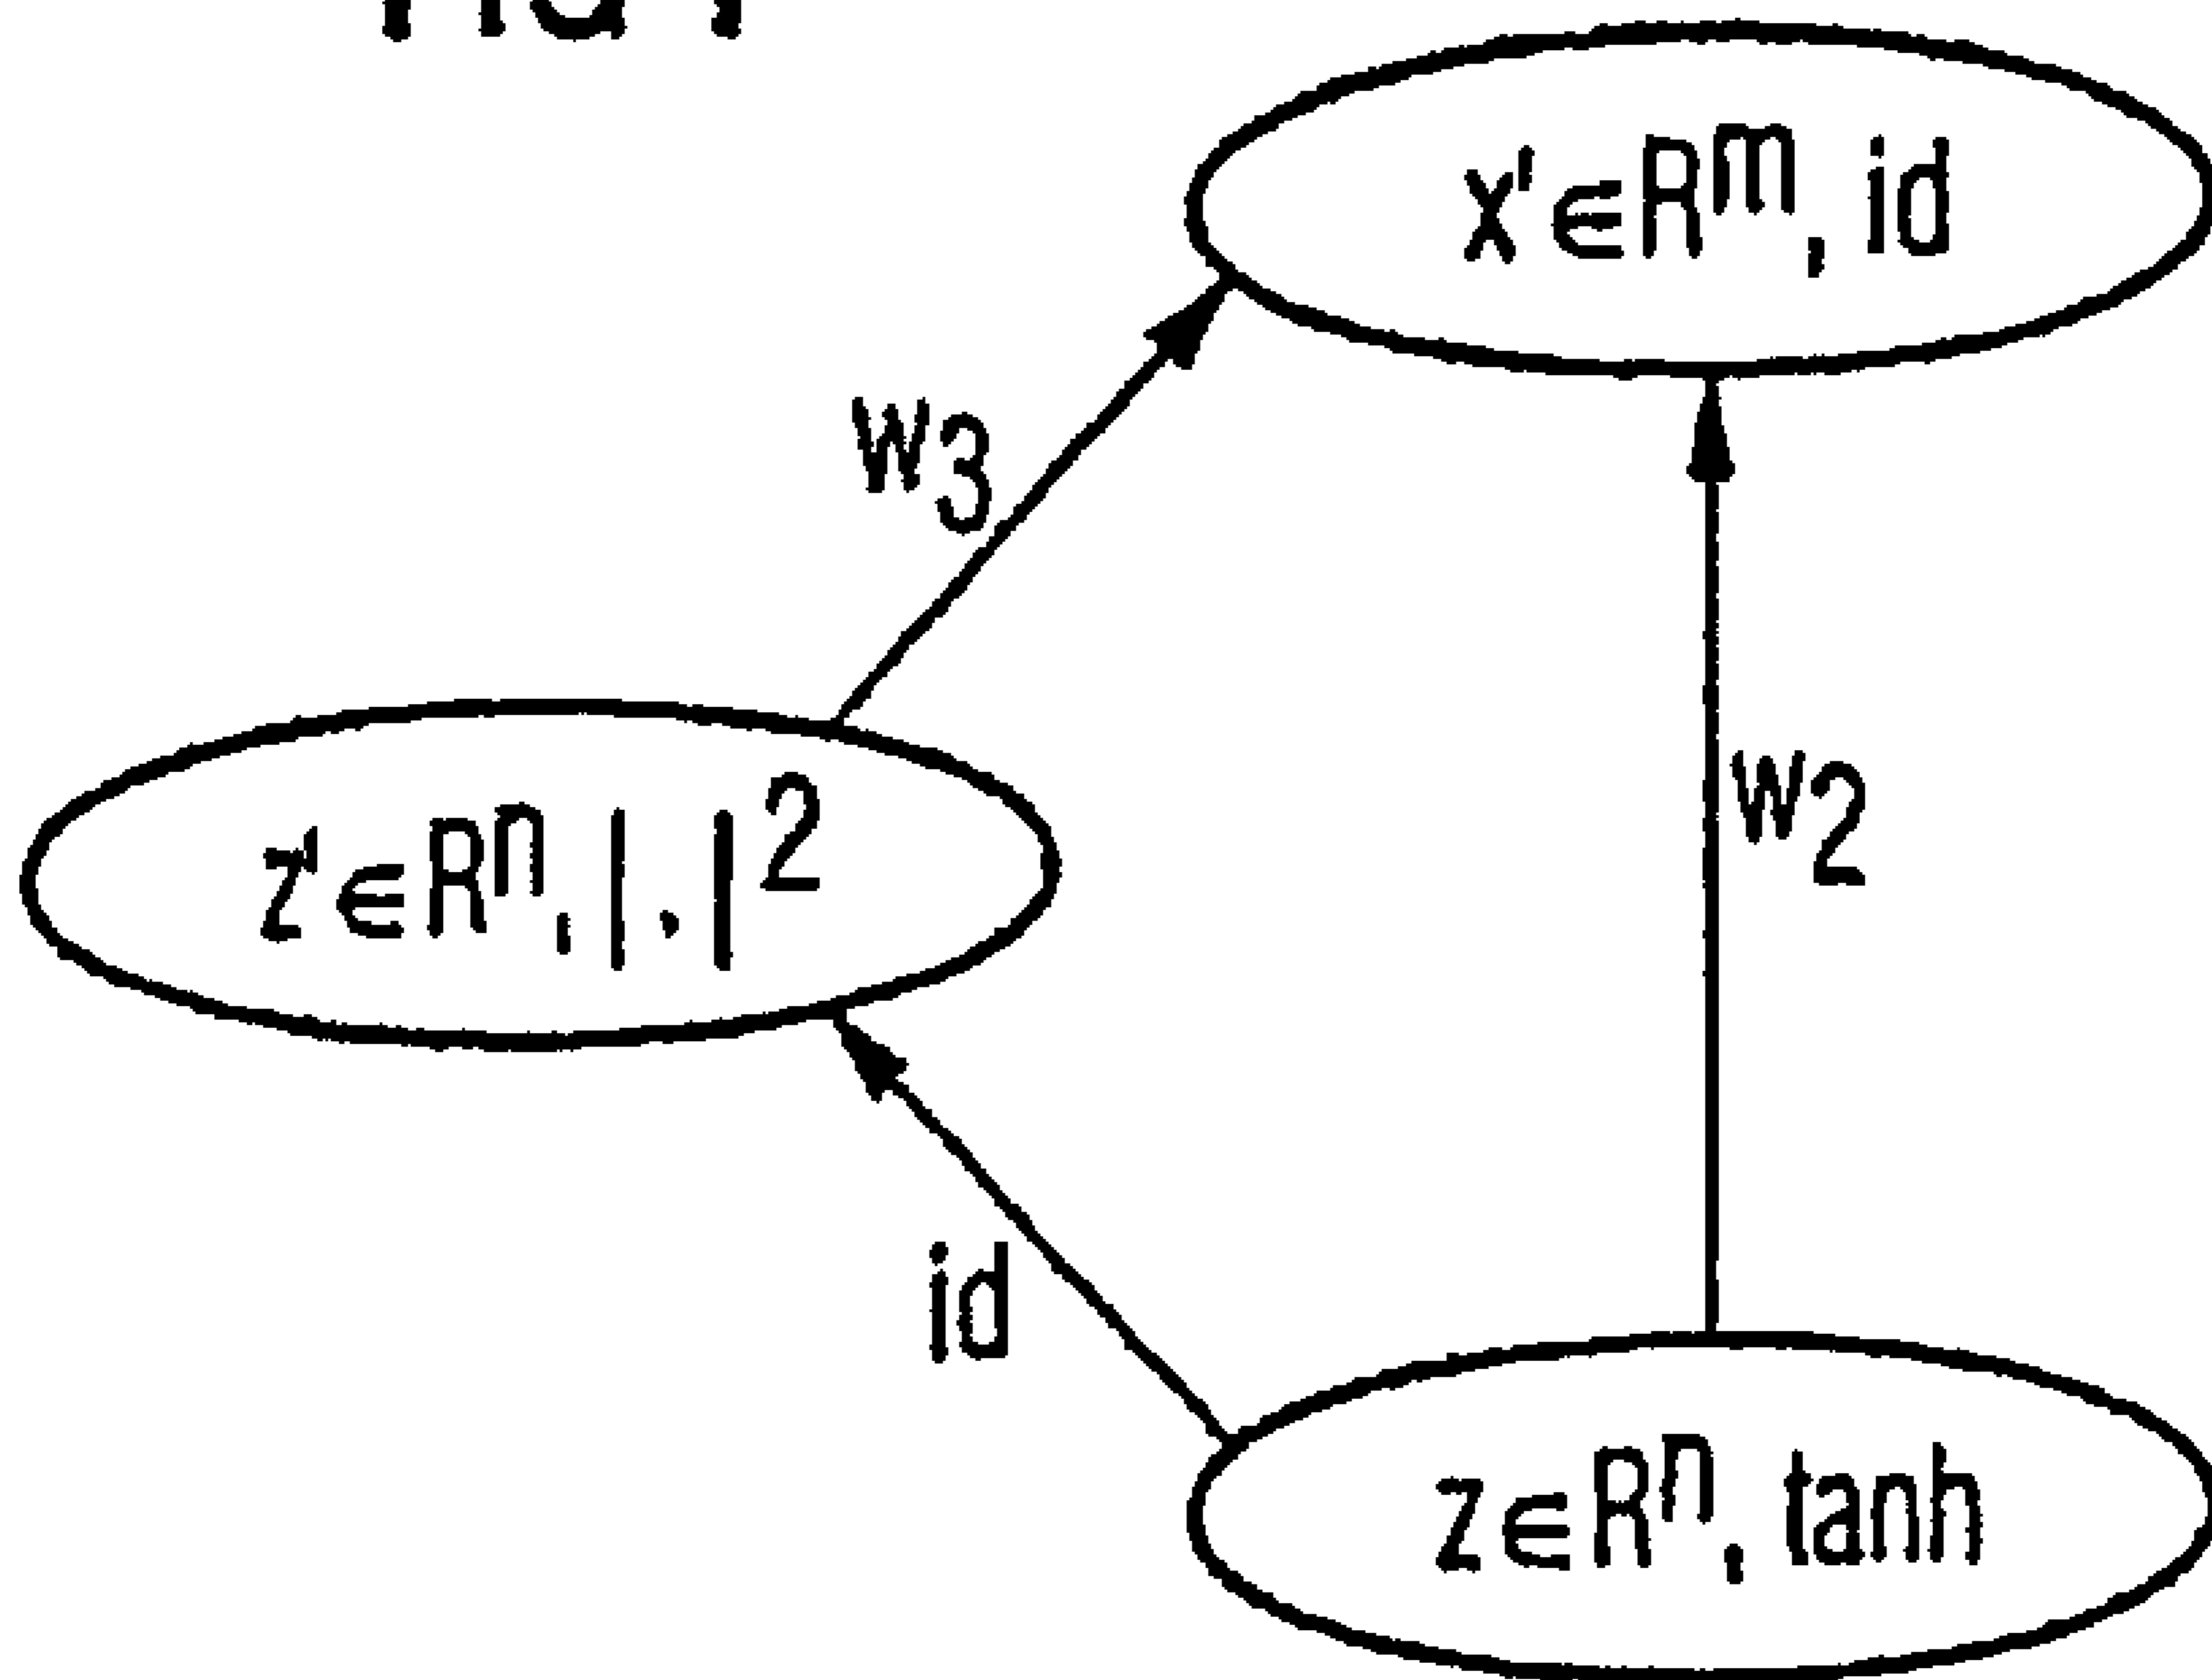 x'∈Rᵐ, id
w₃
w₂
z'∈Rⁿ, |.|²
id
z∈Rⁿ, tanh